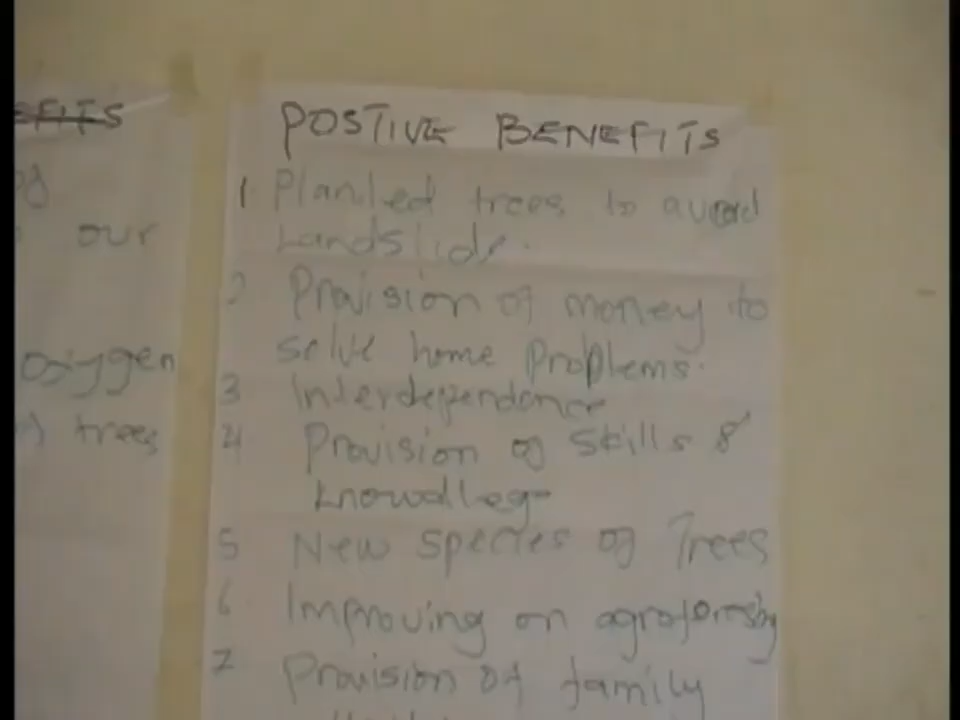 EFITS
our
oxygen
trees
POSTIVE BENEFITS
1 Planted trees to avoid
Landslide.
2 Provision of money to
solve home Problems.
3 Interdependence
4 Provision of skills &
knowallege
5 New species of Trees
6 Improving on agroforestry
7 Provision of family